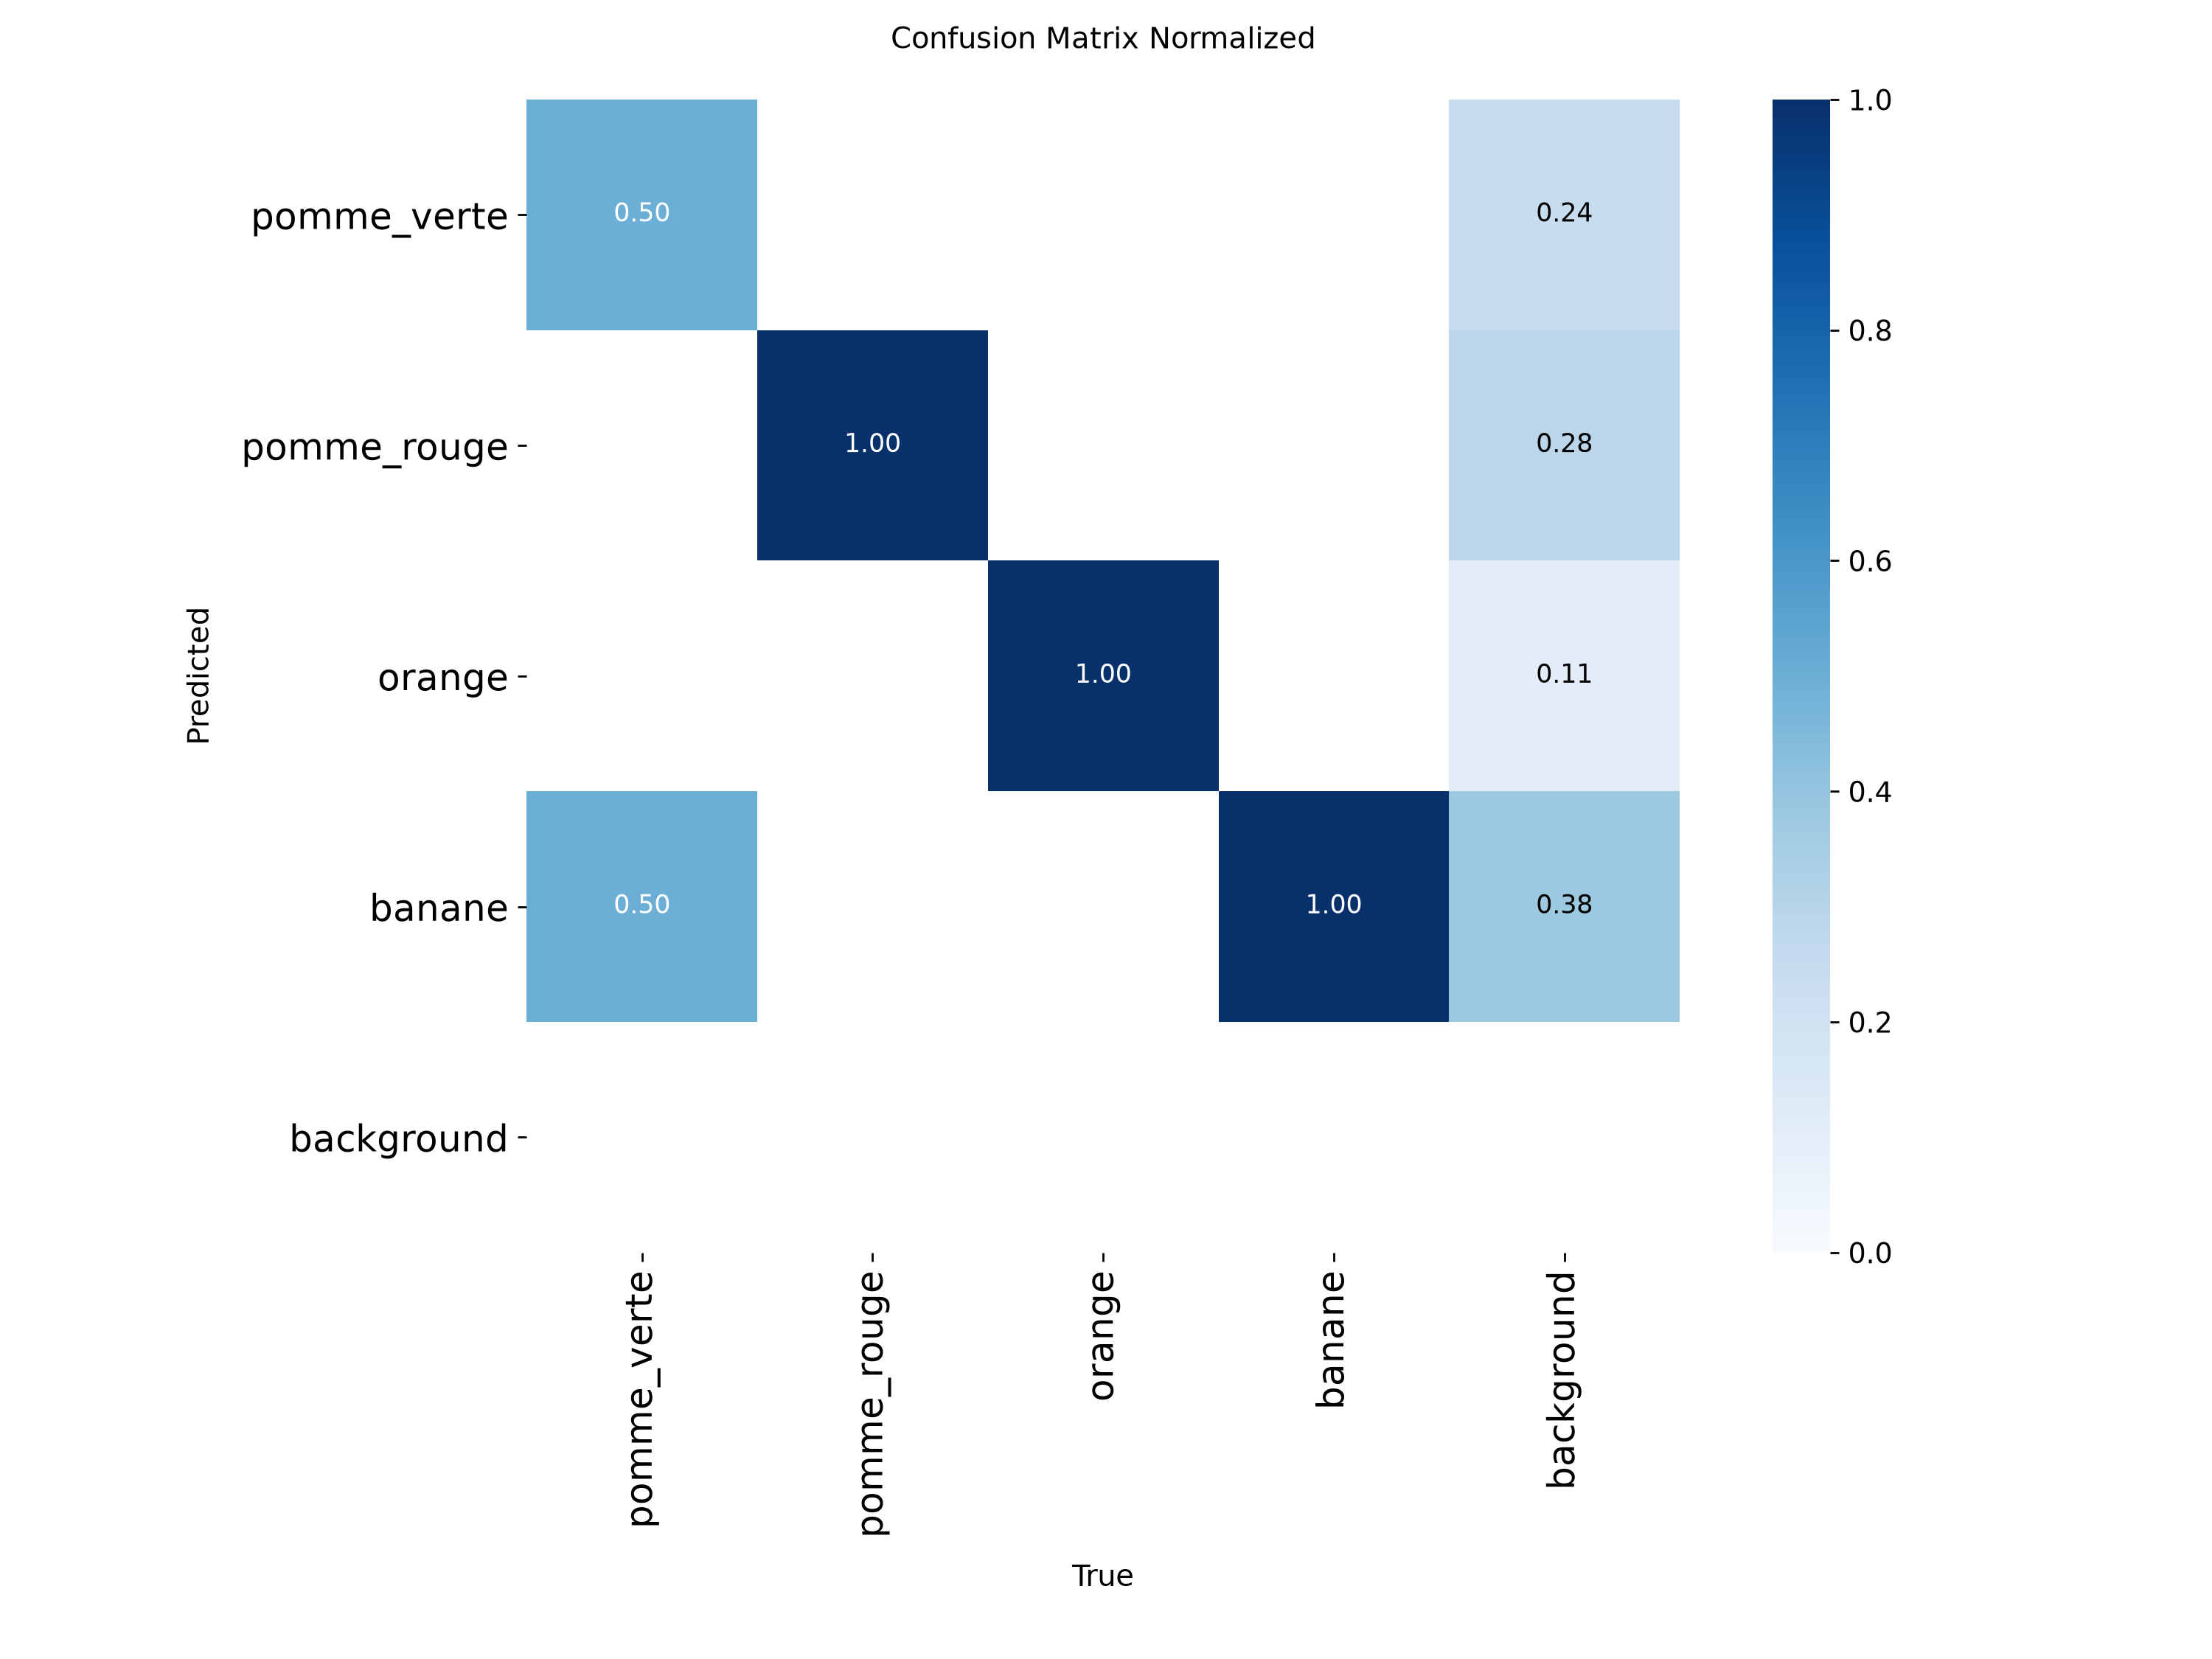 Confusion Matrix Normalized
pomme_verte
0.50
0.24
pomme_rouge
1.00
0.28
orange
1.00
0.11
banane
0.50
1.00
0.38
background
Predicted
pomme_verte
pomme_rouge
orange
banane
background
True
1.0
0.8
0.6
0.4
0.2
0.0